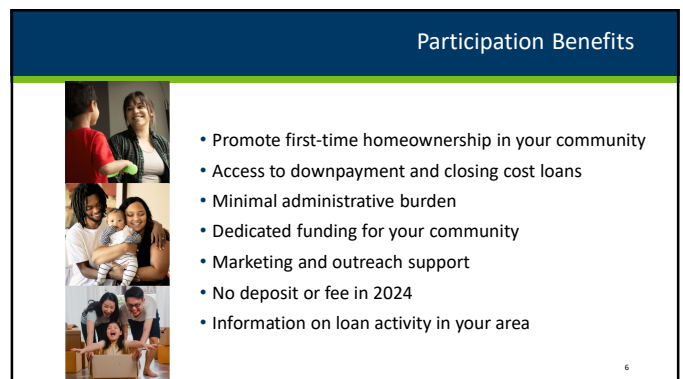 Participation Benefits
• Promote first-time homeownership in your community
• Access to downpayment and closing cost loans
• Minimal administrative burden
• Dedicated funding for your community
• Marketing and outreach support
• No deposit or fee in 2024
• Information on loan activity in your area
6